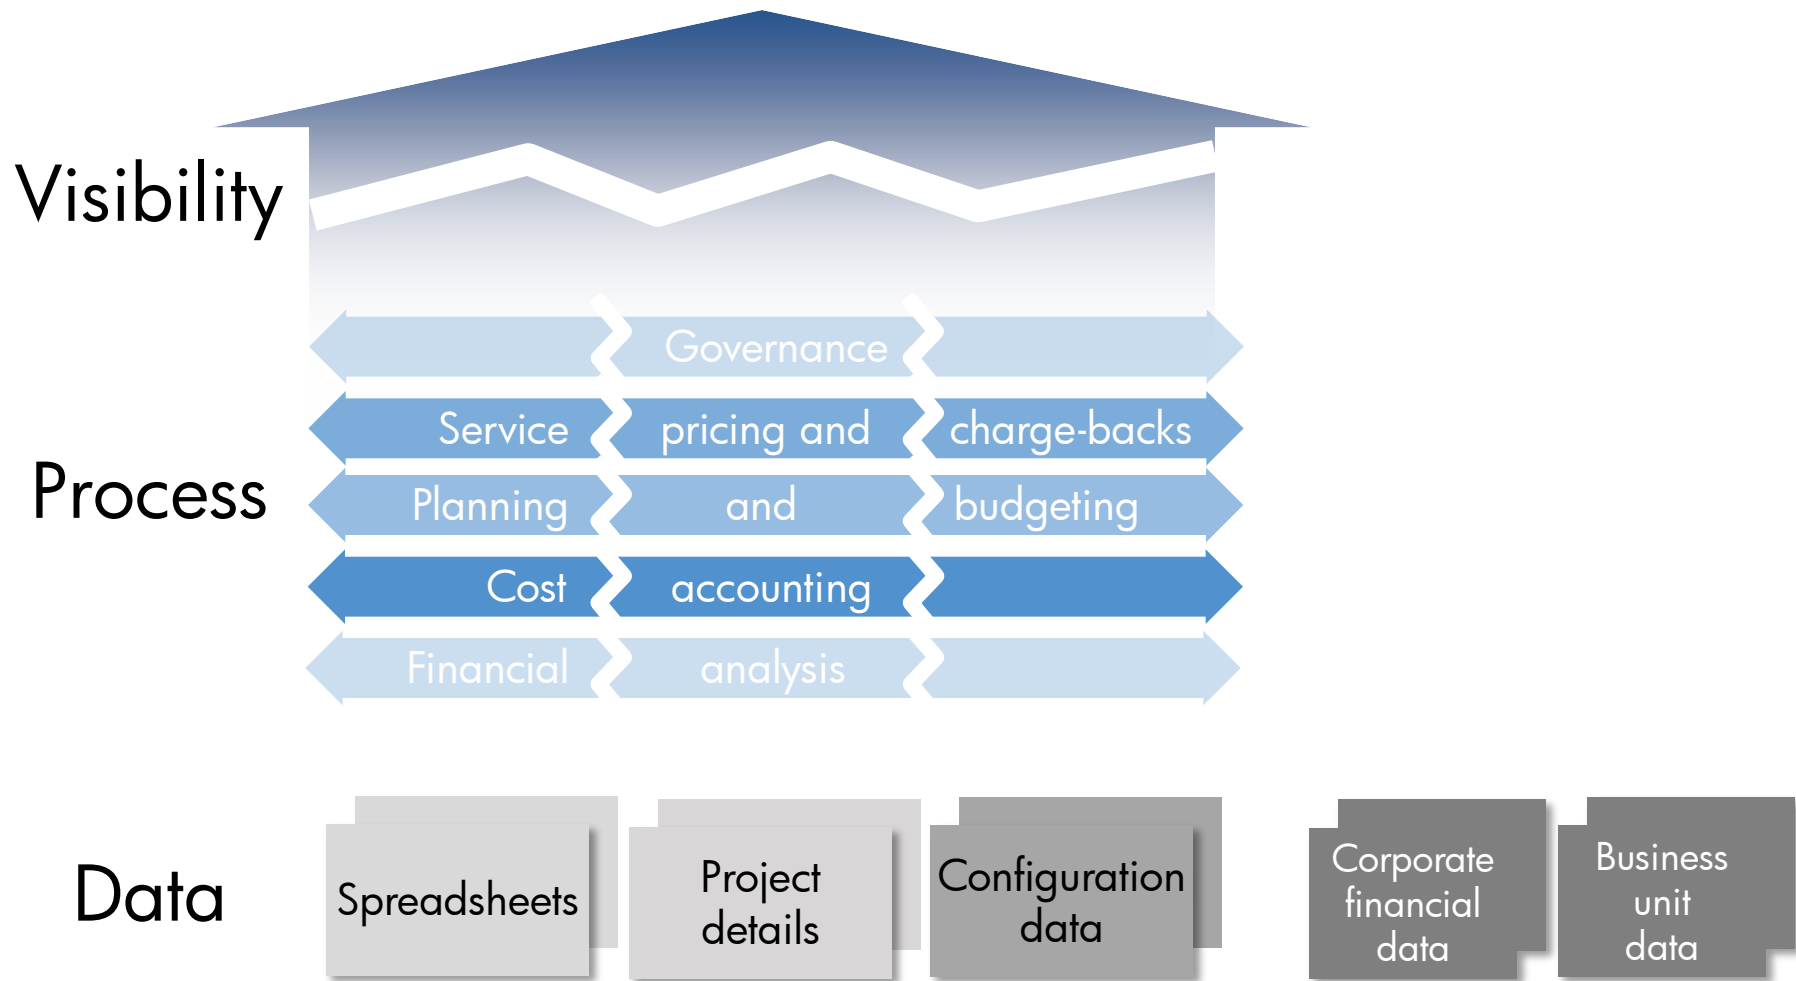 Visibility
Governance
Service pricing and charge-backs
Process
Planning and budgeting
Cost accounting
Financial analysis
Data
Spreadsheets
Project
details
Configuration
data
Corporate
financial
data
Business
unit
data